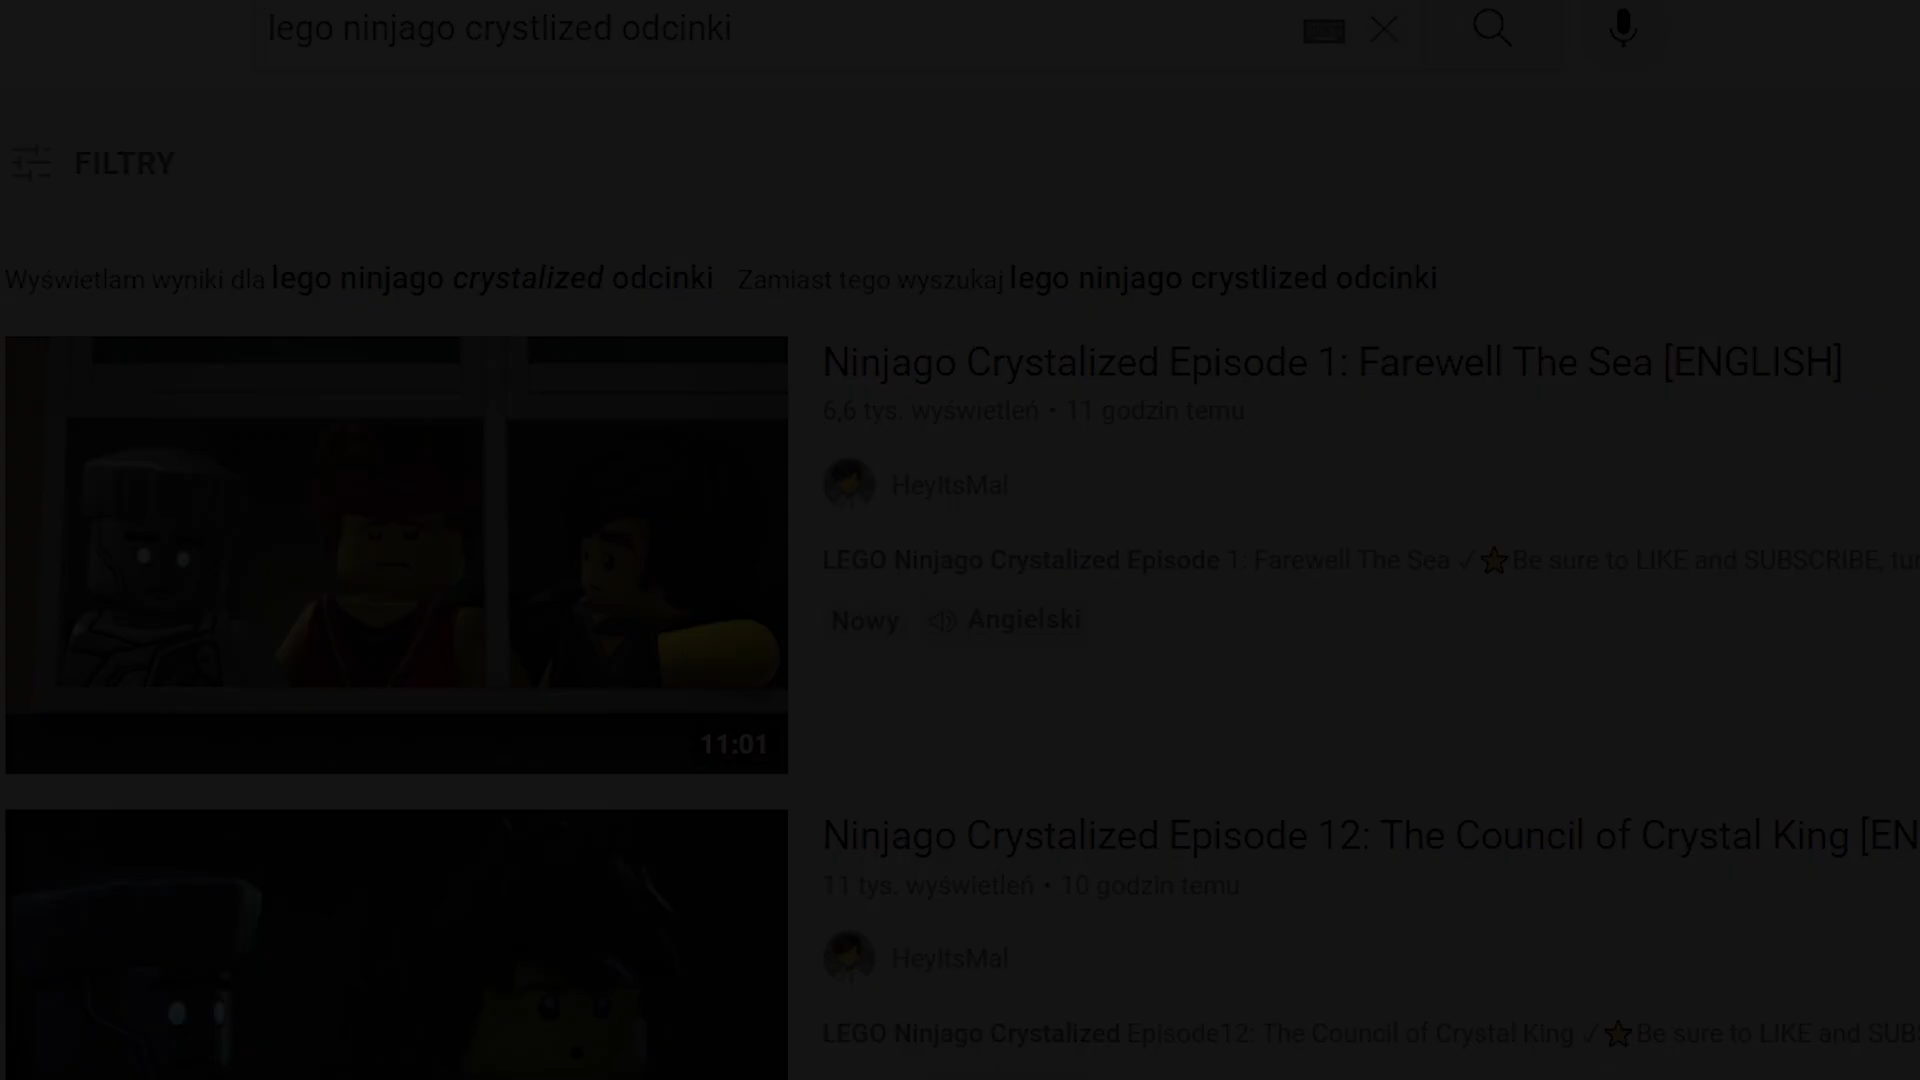 lego ninjago crystlized odcinki
FILTRY
Wyświetlam wyniki dla lego ninjago crystalized odcinki Zamiast tego wyszukaj lego ninjago crystlized odcinki
Ninjago Crystalized Episode 1: Farewell The Sea [ENGLISH]
6,6 tys. wyświetleń • 11 godzin temu
HeyItsMal
LEGO Ninjago Crystalized Episode 1: Farewell The Sea ✓⭐Be sure to LIKE and SUBSCRIBE, tur
Nowy Angielski
11:01
Ninjago Crystalized Episode 12: The Council of Crystal King [EN
11 tys. wyświetleń • 10 godzin temu
HeyItsMal
LEGO Ninjago Crystalized Episode12: The Council of Crystal King ✓⭐Be sure to LIKE and SUB